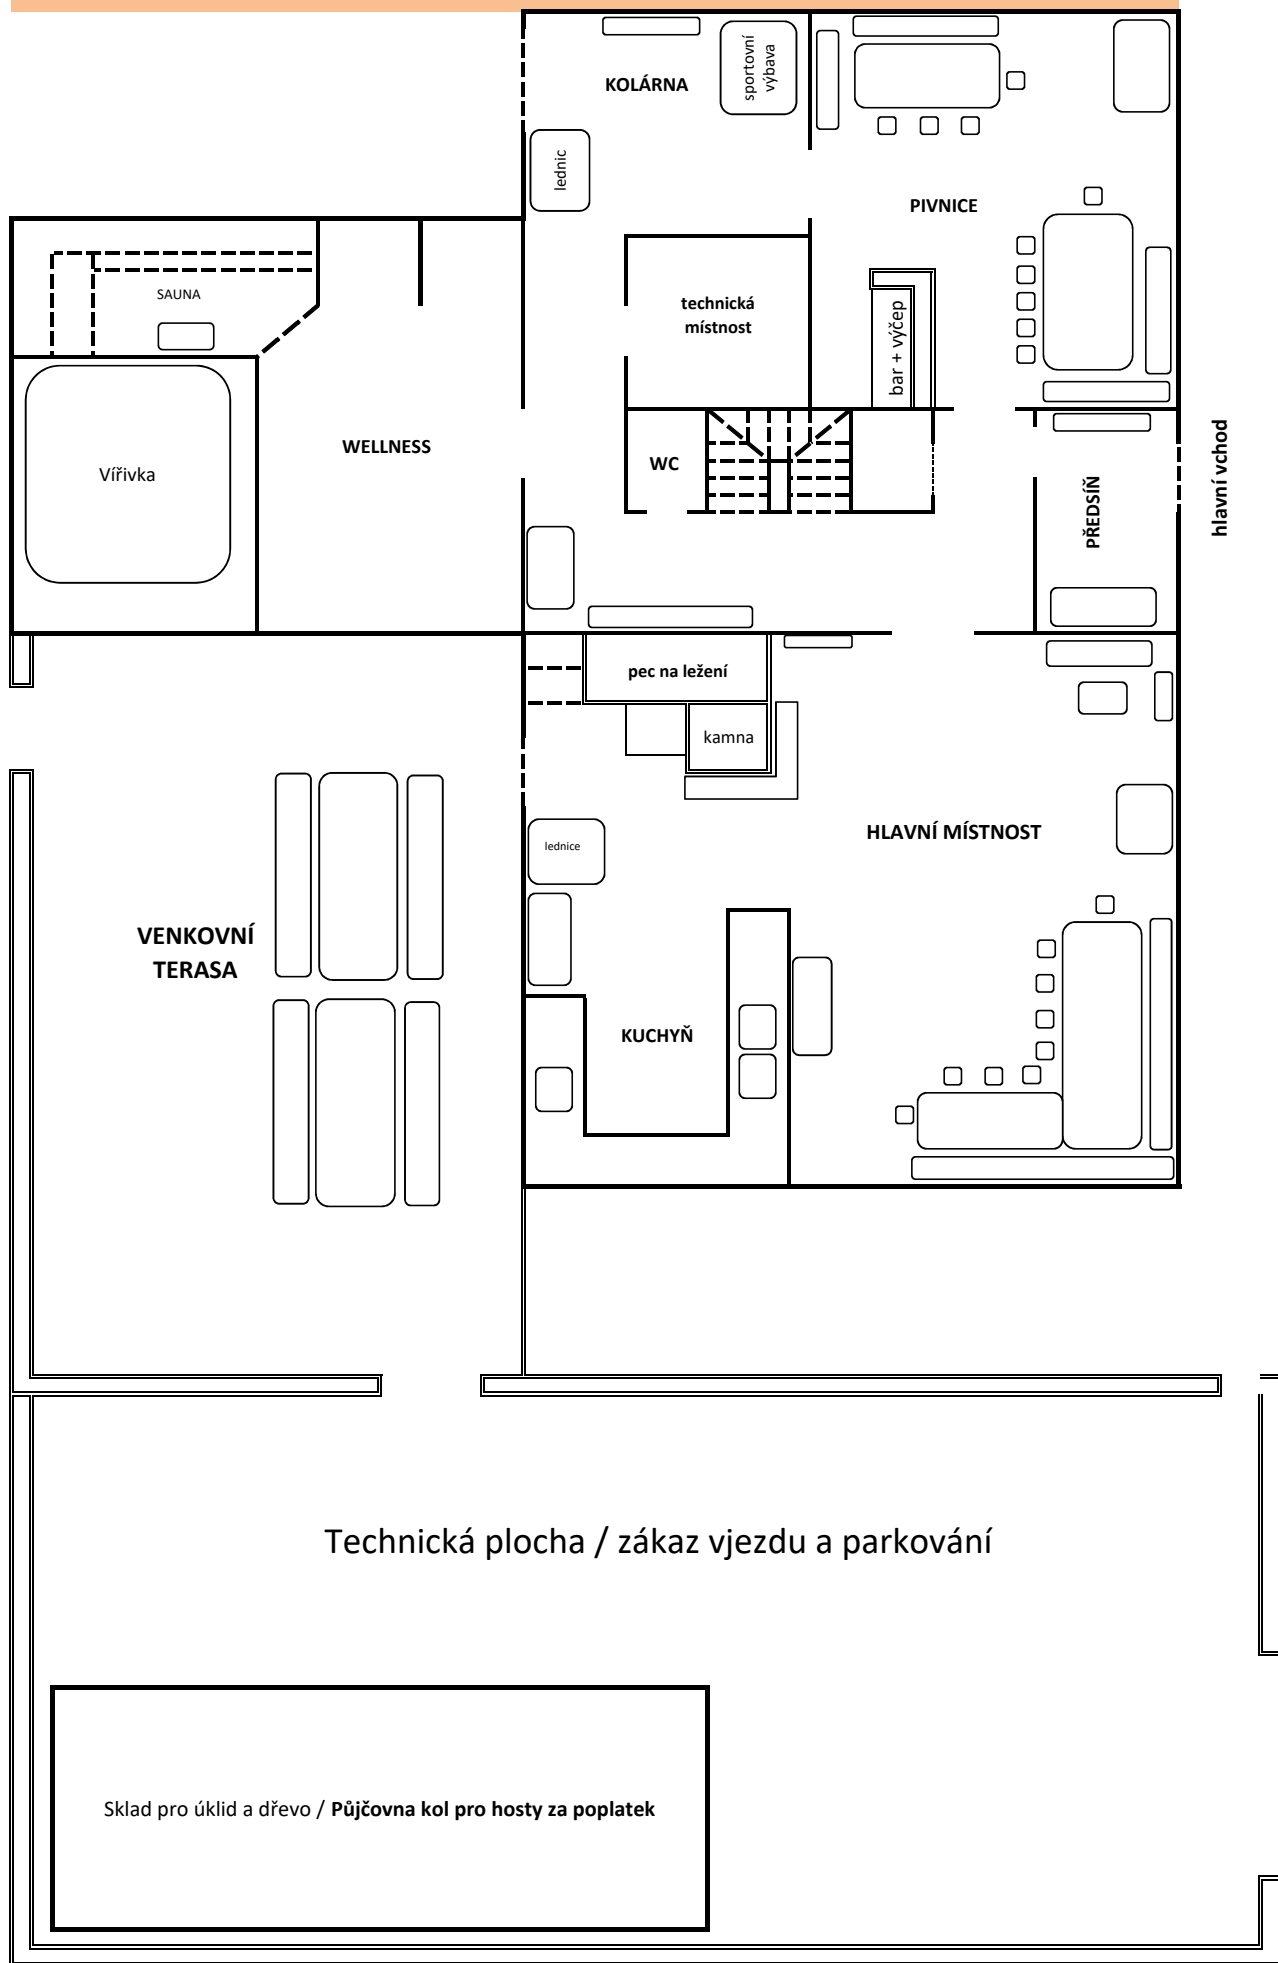 KOLÁRNA
sportovní
výbava
lednic
PIVNICE
SAUNA
technická
místnost
bar + výčep
Vířivka
WELLNESS
WC
PŘEDSÍŇ
hlavní vchod
pec na ležení
kamna
HLAVNÍ MÍSTNOST
lednice
VENKOVNÍ
TERASA
KUCHYŇ
Technická plocha / zákaz vjezdu a parkování
Sklad pro úklid a dřevo / Půjčovna kol pro hosty za poplatek